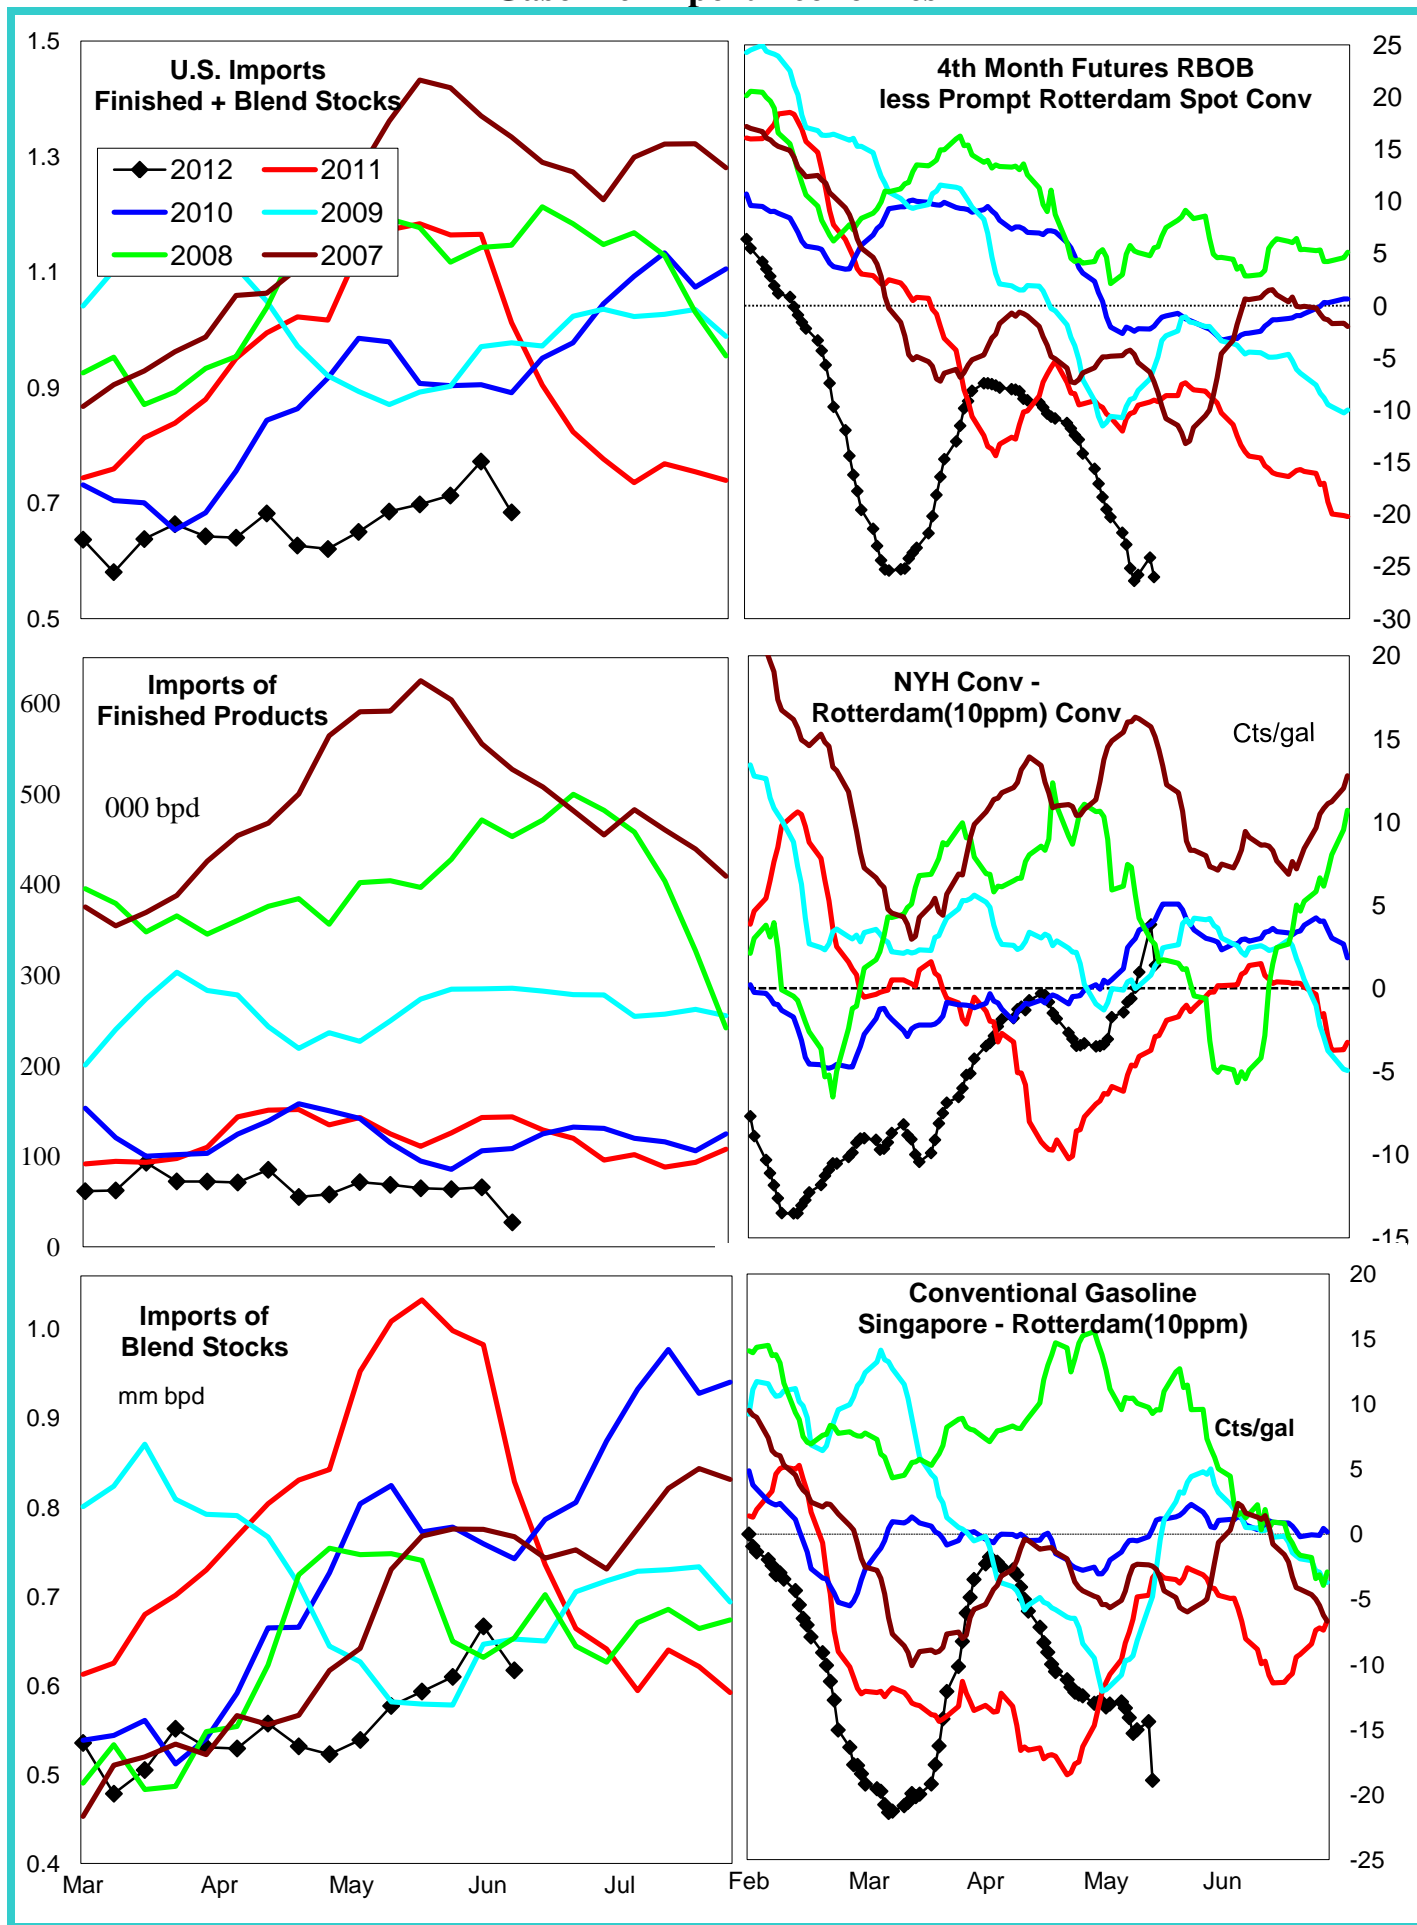 1.5
1.3
1.1
0.9
0.7
0.5
U.S. Imports
Finished + Blend Stocks
2012 2011
2010 2009
2008 2007
4th Month Futures RBOB
less Prompt Rotterdam Spot Conv
25
20
15
10
5
0
-5
-10
-15
-20
-25
-30
600
500
400
300
200
100
0
Imports of
Finished Products
000 bpd
NYH Conv -
Rotterdam(10ppm) Conv
Cts/gal
20
15
10
5
0
-5
-10
-15
1.0
0.9
0.8
0.7
0.6
0.5
0.4
Imports of
Blend Stocks
mm bpd
Mar Apr May Jun Jul
Conventional Gasoline
Singapore - Rotterdam(10ppm)
Cts/gal
20
15
10
5
0
-5
-10
-15
-20
-25
Feb Mar Apr May Jun